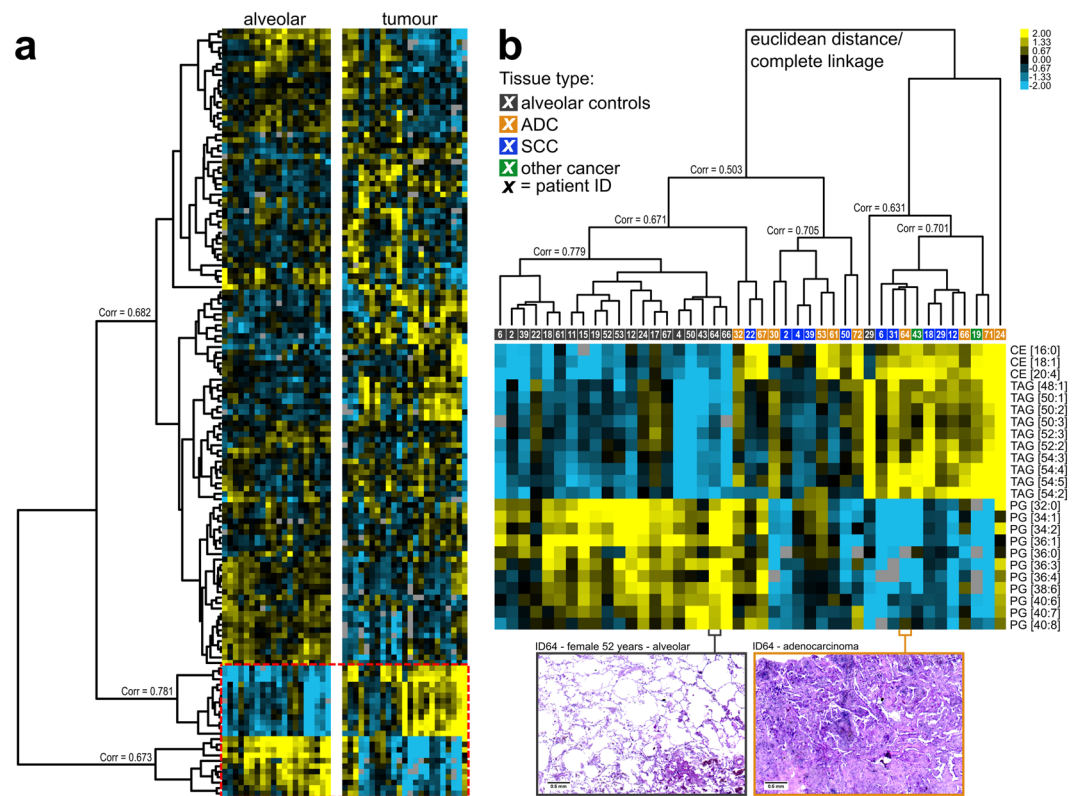 a
alveolar
tumour
Corr = 0.682
Corr = 0.781
Corr = 0.673
b
euclidean distance/
complete linkage
2.00
1.33
0.67
0.00
-0.67
-1.33
-2.00
Tissue type:
x alveolar controls
x ADC
x SCC
x other cancer
x = patient ID
Corr = 0.503
Corr = 0.671
Corr = 0.779
Corr = 0.705
Corr = 0.631
Corr = 0.701
6 2 39 22 18 61 11 15 19 52 53 12 24 17 67 4 50 43 64 66 32 22 67 30 2 4 39 53 61 50 72 29 6 31 64 43 18 29 12 66 19 71 24
CE [16:0]
CE [18:1]
CE [20:4]
TAG [48:1]
TAG [50:1]
TAG [50:2]
TAG [50:3]
TAG [52:3]
TAG [52:2]
TAG [54:3]
TAG [54:4]
TAG [54:5]
TAG [54:2]
PG [32:0]
PG [34:1]
PG [34:2]
PG [36:1]
PG [36:0]
PG [36:3]
PG [36:4]
PG [38:6]
PG [40:6]
PG [40:7]
PG [40:8]
ID64 - female 52 years - alveolar
ID64 - adenocarcinoma
0.5 mm
0.5 mm